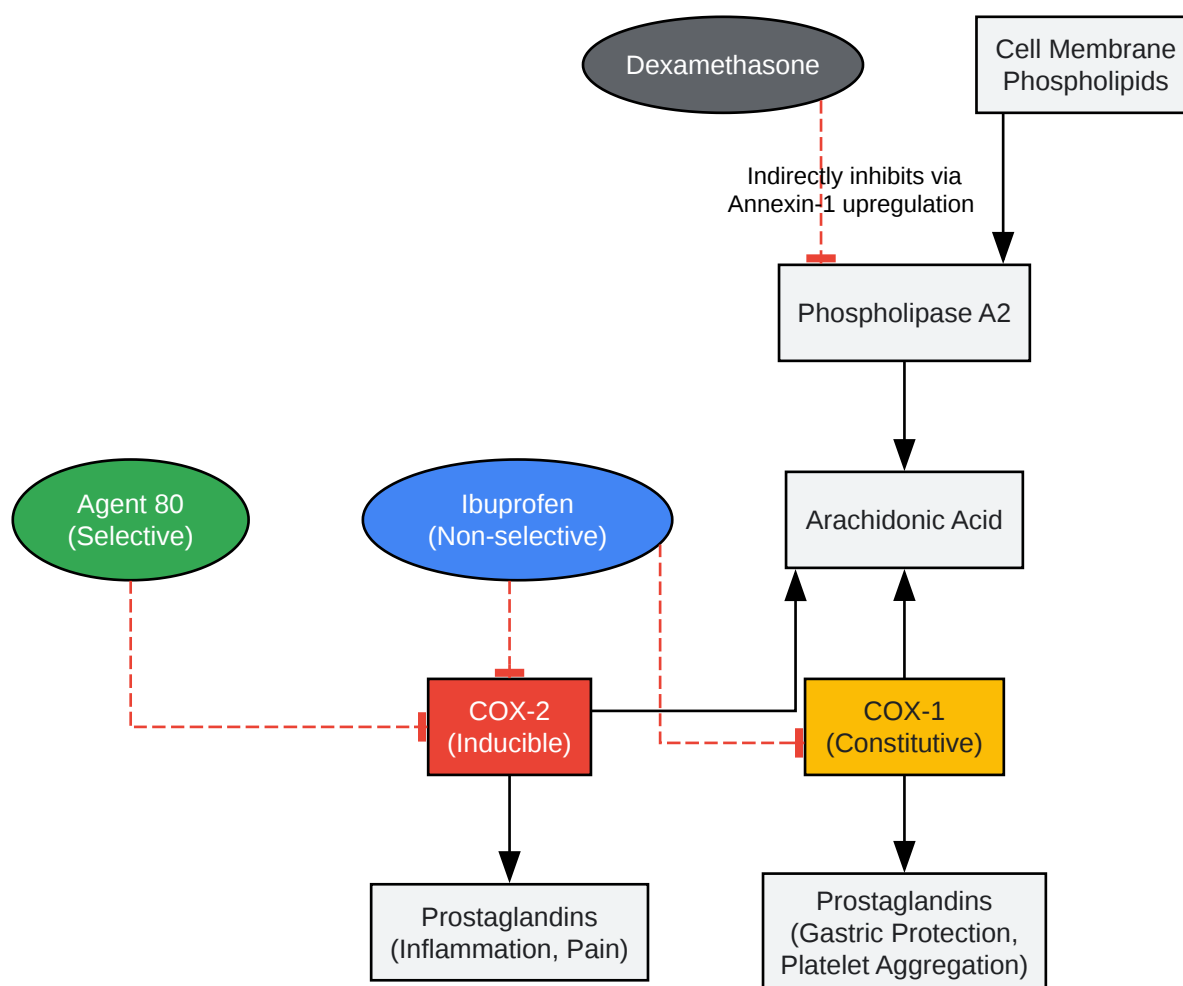 Dexamethasone
Cell Membrane
Phospholipids
Indirectly inhibits via
Annexin-1 upregulation
Phospholipase A2
Agent 80
(Selective)
Ibuprofen
(Non-selective)
Arachidonic Acid
COX-2
(Inducible)
COX-1
(Constitutive)
Prostaglandins
(Inflammation, Pain)
Prostaglandins
(Gastric Protection,
Platelet Aggregation)